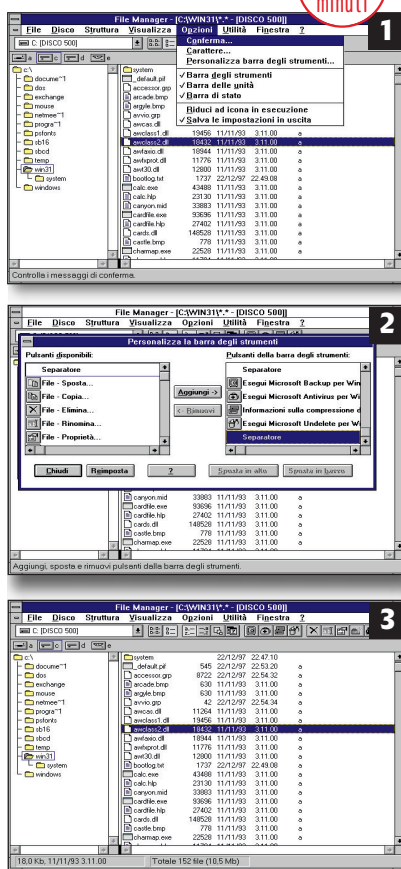 minuti
1
File Manager - [C:\WIN31\*.* - [DISCO 500]]
File Disco Struttura Visualizza Opzioni Utilità Finestra ?
C: [DISCO 500]
Conferma...
Carattere...
Personalizza barra degli strumenti...
Barra degli strumenti
Barra delle unità
Barra di stato
Riduci ad icona in esecuzione
Salva le impostazioni in uscita
a c d e
c:\
docume~1
dos
exchange
mouse
netmee~1
progra~1
psfonts
sb16
sbcd
temp
win31
system
windows
system
_default.pif
accessor.grp
arcade.bmp
argyle.bmp
avvio.grp
awcas.dll
awclass1.dll 19456 11/11/93 3.11.00 a
awclass2.dll 18432 11/11/93 3.11.00 a
awfaxio.dll 18944 11/11/93 3.11.00 a
awfxprot.dll 11776 11/11/93 3.11.00 a
awt30.dll 12800 11/11/93 3.11.00 a
bootlog.txt 1737 22/12/97 22.49.08 a
calc.exe 43488 11/11/93 3.11.00 a
calc.hlp 23130 11/11/93 3.11.00 a
canyon.mid 33883 11/11/93 3.11.00 a
cardfile.exe 93696 11/11/93 3.11.00 a
cardfile.hlp 27402 11/11/93 3.11.00 a
cards.dll 148528 11/11/93 3.11.00 a
castle.bmp 778 11/11/93 3.11.00 a
charmap.exe 22528 11/11/93 3.11.00 a
Controlla i messaggi di conferma.
2
File Manager - [C:\WIN31\*.* - [DISCO 500]]
File Disco Struttura Visualizza Opzioni Utilità Finestra ?
Personalizza la barra degli strumenti
Pulsanti disponibili:
Separatore
File - Sposta...
File - Copia...
File - Elimina...
File - Rinomina...
File - Proprietà...
Aggiungi ->
<- Rimuovi
Pulsanti della barra degli strumenti:
Separatore
Esegui Microsoft Backup per Win
Esegui Microsoft Antivirus per Wi
Informazioni sulla compressione d
Esegui Microsoft Undelete per W
Separatore
Chiudi Reimposta ? Sposta in alto Sposta in basso
canyon.mid 33883 11/11/93 3.11.00 a
cardfile.exe 93696 11/11/93 3.11.00 a
cardfile.hlp 27402 11/11/93 3.11.00 a
cards.dll 148528 11/11/93 3.11.00 a
castle.bmp 778 11/11/93 3.11.00 a
charmap.exe 22528 11/11/93 3.11.00 a
Aggiungi, sposta e rimuovi pulsanti dalla barra degli strumenti.
3
File Manager - [C:\WIN31\*.* - [DISCO 500]]
File Disco Struttura Visualizza Opzioni Utilità Finestra ?
C: [DISCO 500]
a c d e
c:\
docume~1
dos
exchange
mouse
netmee~1
progra~1
psfonts
sb16
sbcd
temp
win31
system
windows
system 22/12/97 22.47.10
_default.pif 545 22/12/97 22.53.20 a
accessor.grp 8722 22/12/97 22.54.32 a
arcade.bmp 630 11/11/93 3.11.00 a
argyle.bmp 630 11/11/93 3.11.00 a
avvio.grp 42 22/12/97 22.54.34 a
awcas.dll 11264 11/11/93 3.11.00 a
awclass1.dll 19456 11/11/93 3.11.00 a
awclass2.dll 18432 11/11/93 3.11.00 a
awfaxio.dll 18944 11/11/93 3.11.00 a
awfxprot.dll 11776 11/11/93 3.11.00 a
awt30.dll 12800 11/11/93 3.11.00 a
bootlog.txt 1737 22/12/97 22.49.08 a
calc.exe 43488 11/11/93 3.11.00 a
calc.hlp 23130 11/11/93 3.11.00 a
canyon.mid 33883 11/11/93 3.11.00 a
cardfile.exe 93696 11/11/93 3.11.00 a
cardfile.hlp 27402 11/11/93 3.11.00 a
cards.dll 148528 11/11/93 3.11.00 a
castle.bmp 778 11/11/93 3.11.00 a
charmap.exe 22528 11/11/93 3.11.00 a
18,0 Kb, 11/11/93 3.11.00 Totale 152 file (10,5 Mb)